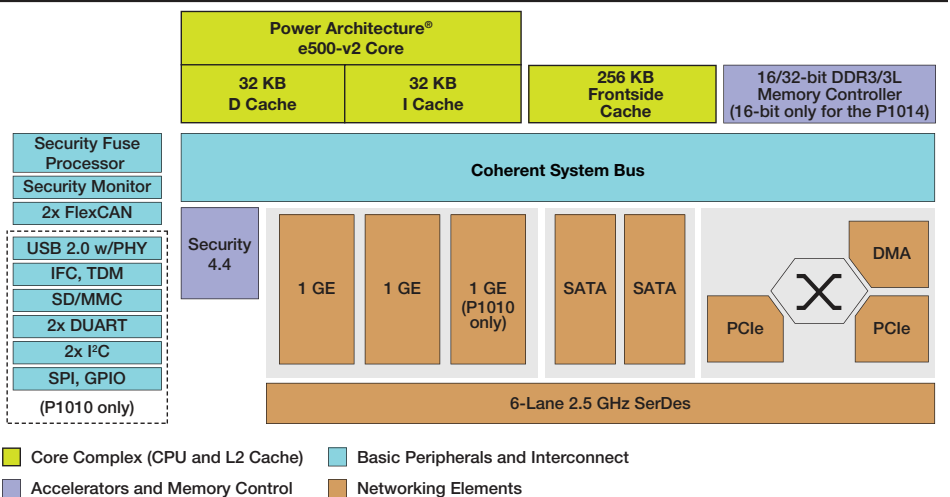 Power Architecture®
e500-v2 Core
32 KB
D Cache
32 KB
I Cache
256 KB
Frontside
Cache
16/32-bit DDR3/3L
Memory Controller
(16-bit only for the P1014)
Security Fuse
Processor
Security Monitor
2x FlexCAN
USB 2.0 w/PHY
IFC, TDM
SD/MMC
2x DUART
2x I²C
SPI, GPIO
(P1010 only)
Coherent System Bus
Security
4.4
1 GE
1 GE
1 GE
(P1010
only)
SATA
SATA
DMA
PCIe
PCIe
6-Lane 2.5 GHz SerDes
Core Complex (CPU and L2 Cache)
Basic Peripherals and Interconnect
Accelerators and Memory Control
Networking Elements